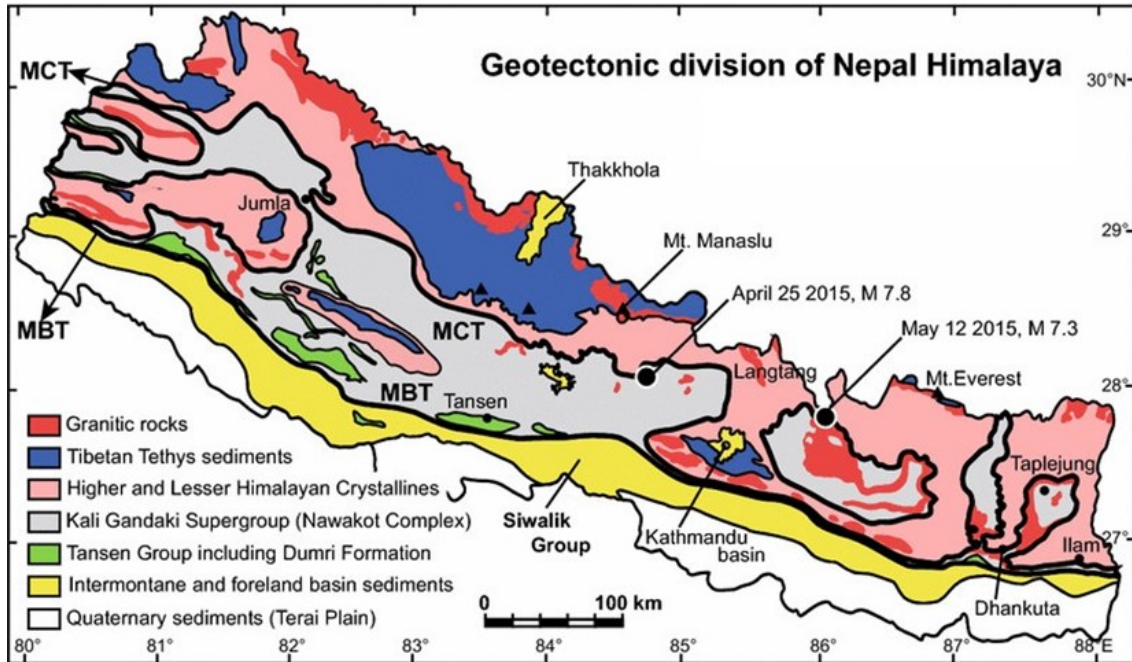 Geotectonic division of Nepal Himalaya
MCT
30°N
Thakkhola
Jumla
29°
Mt. Manaslu
April 25 2015, M 7.8
MBT
MCT
May 12 2015, M 7.3
Langtang
28°
Mt.Everest
MBT
Tansen
Granitic rocks
Tibetan Tethys sediments
Higher and Lesser Himalayan Crystallines
Kali Gandaki Supergroup (Nawakot Complex)
Tansen Group including Dumri Formation
Intermontane and foreland basin sediments
Quaternary sediments (Terai Plain)
Taplejung
Siwalik
Group
Kathmandu
basin
Ilam
27°
Dhankuta
0 100 km
80° 81° 82° 83° 84° 85° 86° 87° 88°E